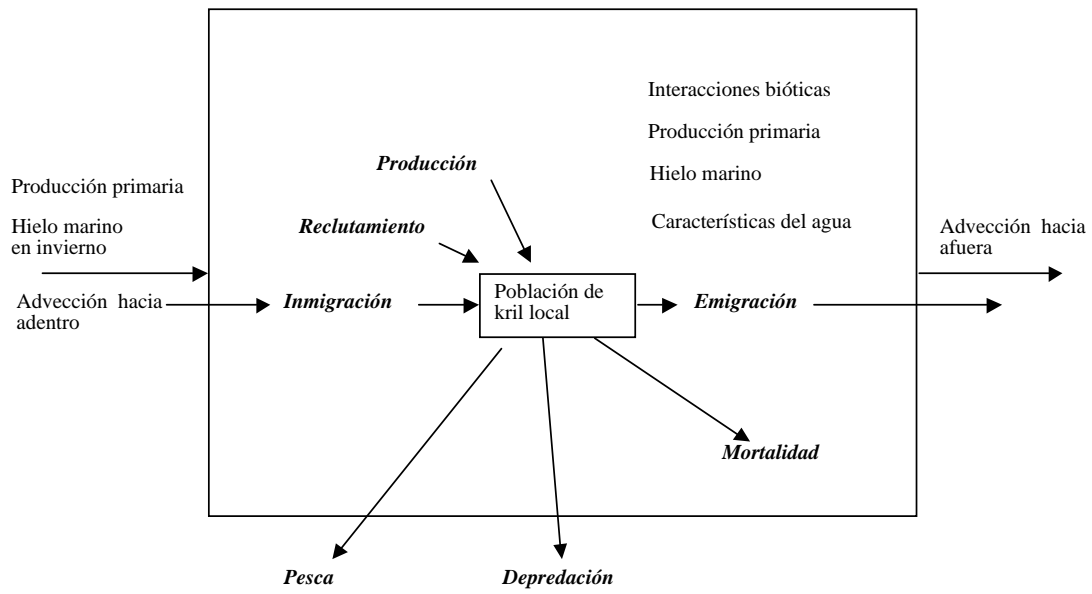 Interacciones bióticas
Producción primaria
Hielo marino
Características del agua
Producción
Reclutamiento
Producción primaria
Hielo marino
en invierno
Advección hacia
adentro
Inmigración
Población de
kril local
Emigración
Advección hacia
afuera
Mortalidad
Pesca
Depredación